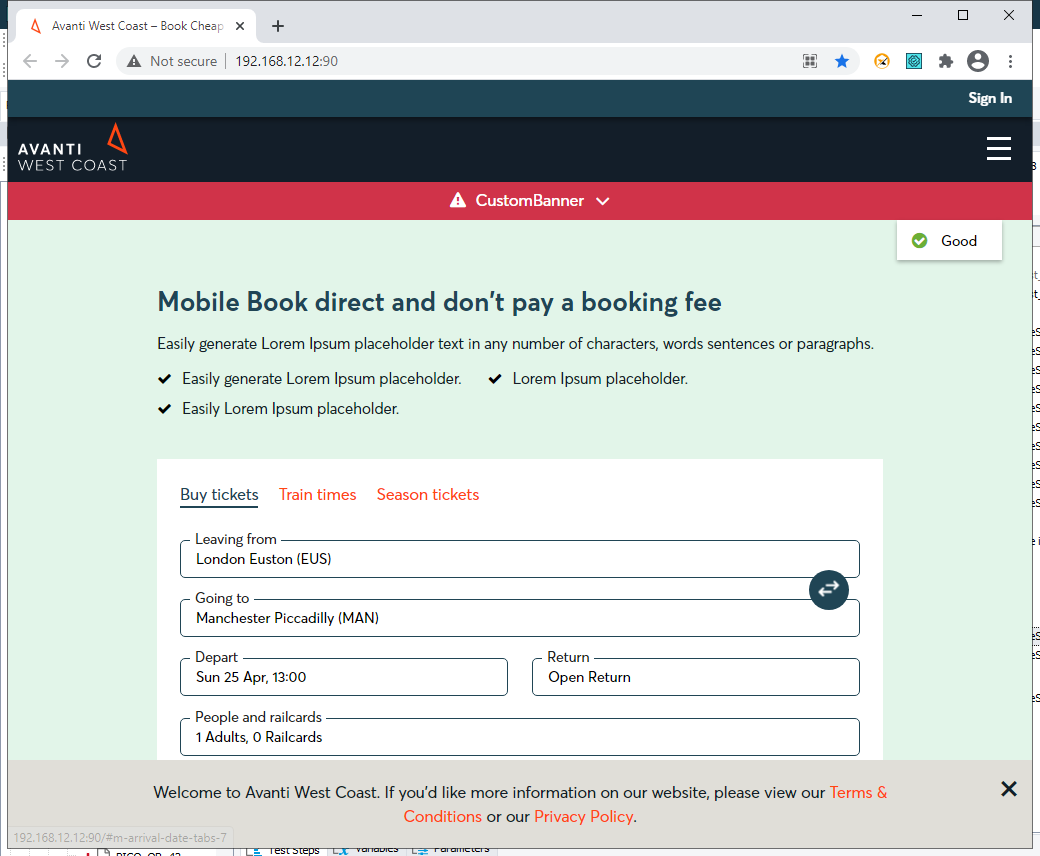 Avanti West Coast – Book Cheap
Not secure
192.168.12.12:90
Sign In
AVANTI
WEST COAST
CustomBanner
Good
Mobile Book direct and don't pay a booking fee
Easily generate Lorem Ipsum placeholder text in any number of characters, words sentences or paragraphs.
Easily generate Lorem Ipsum placeholder. Lorem Ipsum placeholder.
Easily Lorem Ipsum placeholder.
Buy tickets Train times Season tickets
Leaving from
London Euston (EUS)
Going to
Manchester Piccadilly (MAN)
Depart
Sun 25 Apr, 13:00
Return
Open Return
People and railcards
1 Adults, 0 Railcards
Welcome to Avanti West Coast. If you'd like more information on our website, please view our Terms &
Conditions or our Privacy Policy.
192.168.12.12:90/#m-arrival-date-tabs-7
Test Steps Variables Parameters